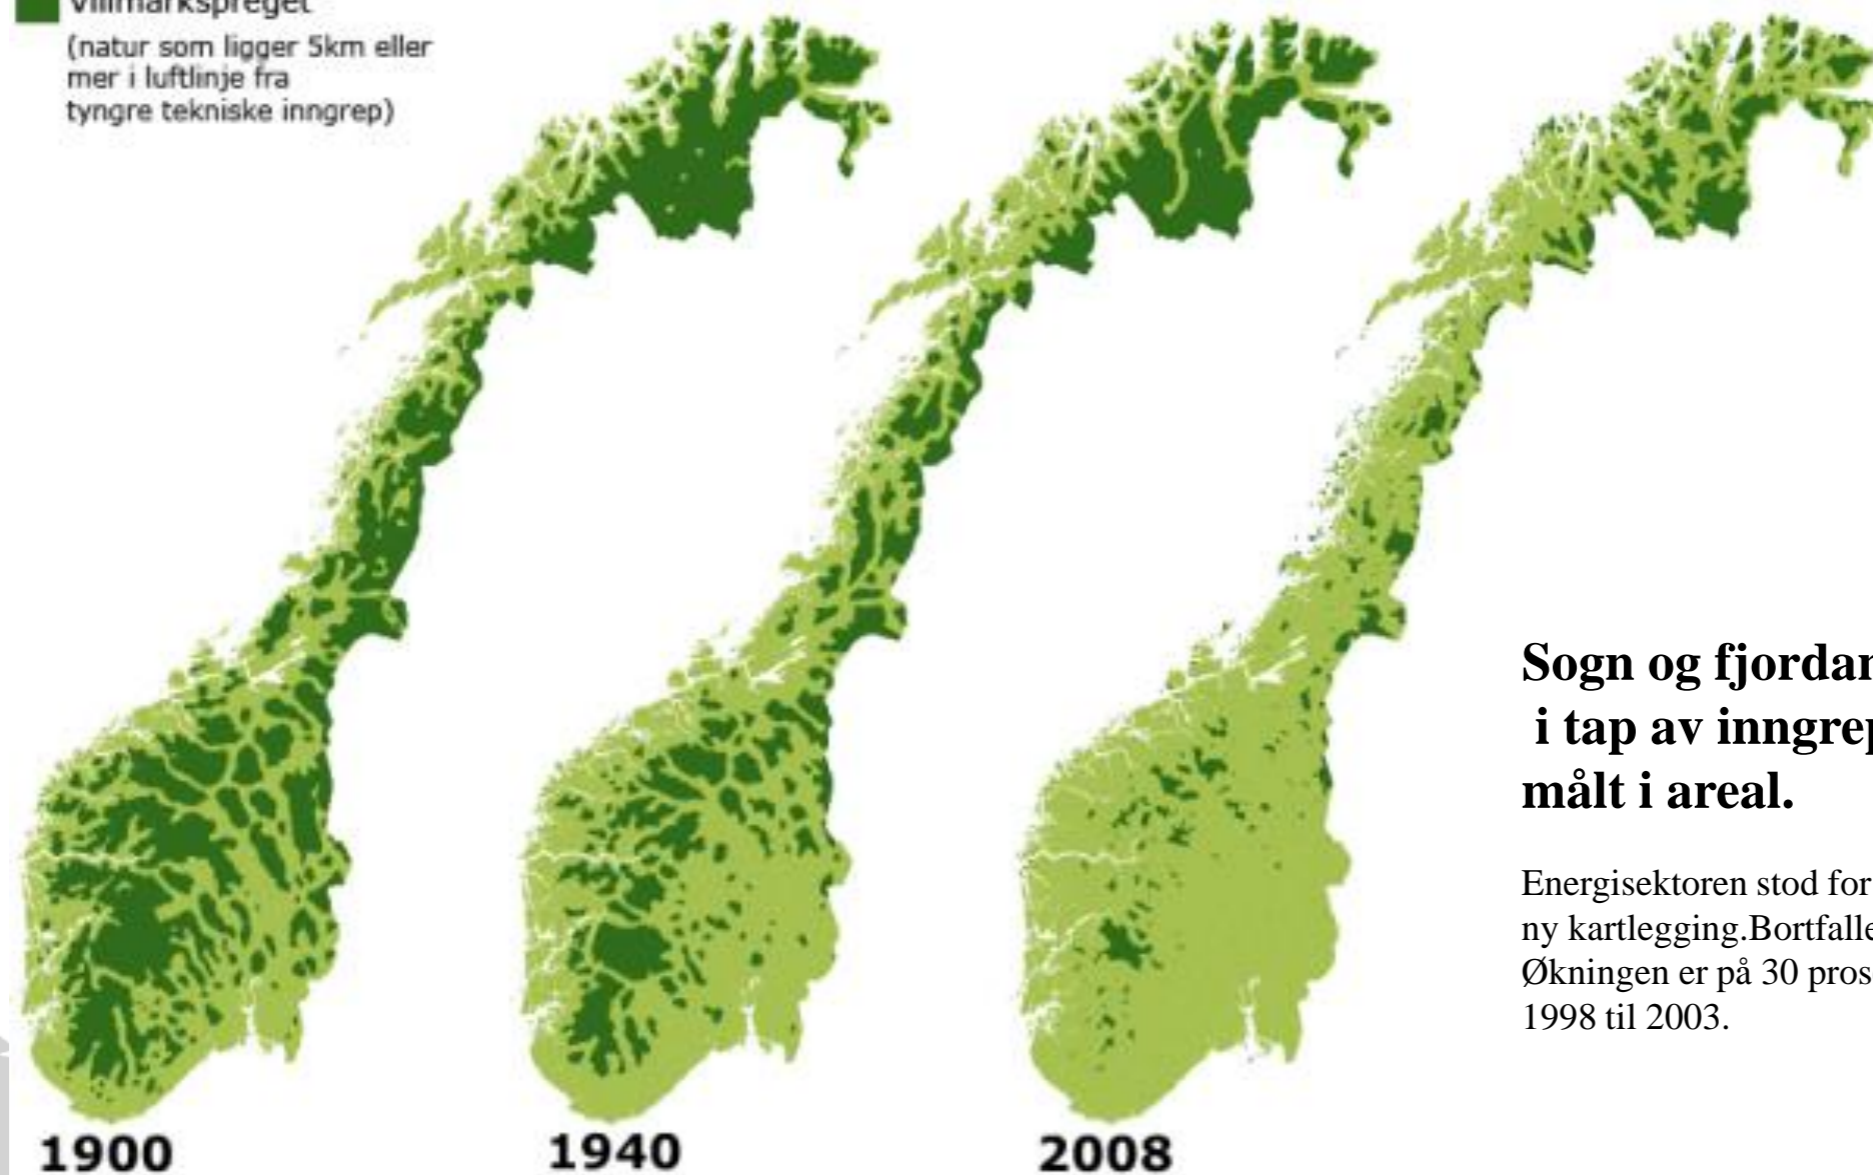 villmarkspreget
(natur som ligger 5km eller
mer i luftlinje fra
tyngre tekniske inngrep)
Sogn og fjordan
i tap av inngrep
målt i areal.
Energisektoren stod for
ny kartlegging.Bortfalle
Økningen er på 30 pros
1998 til 2003.
1900
1940
2008